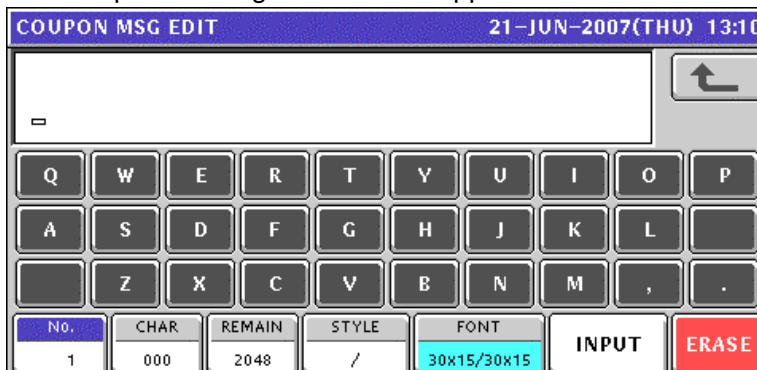 COUPON MSG EDIT 21-JUN-2007(THU) 13:10
Q W E R T Y U I O P
A S D F G H J K L
Z X C V B N M , .
No. CHAR REMAIN STYLE FONT INPUT ERASE
1 000 2048 / 30x15/30x15